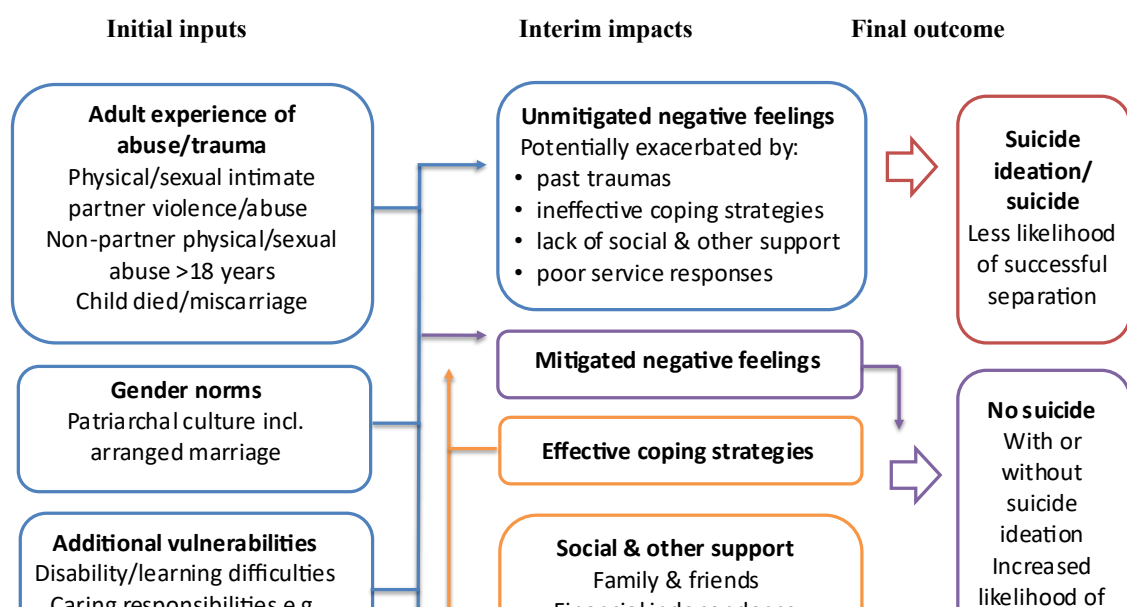 Initial inputs
Interim impacts
Final outcome
Adult experience of
abuse/trauma
Physical/sexual intimate
partner violence/abuse
Non-partner physical/sexual
abuse >18 years
Child died/miscarriage
Gender norms
Patriarchal culture incl.
arranged marriage
Additional vulnerabilities
Disability/learning difficulties
Caring responsibilities e.g.
Unmitigated negative feelings
Potentially exacerbated by:
• past traumas
• ineffective coping strategies
• lack of social & other support
• poor service responses
Mitigated negative feelings
Effective coping strategies
Social & other support
Family & friends
Financial independence
Suicide
ideation/
suicide
Less likelihood
of successful
separation
No suicide
With or
without
suicide
ideation
Increased
likelihood of